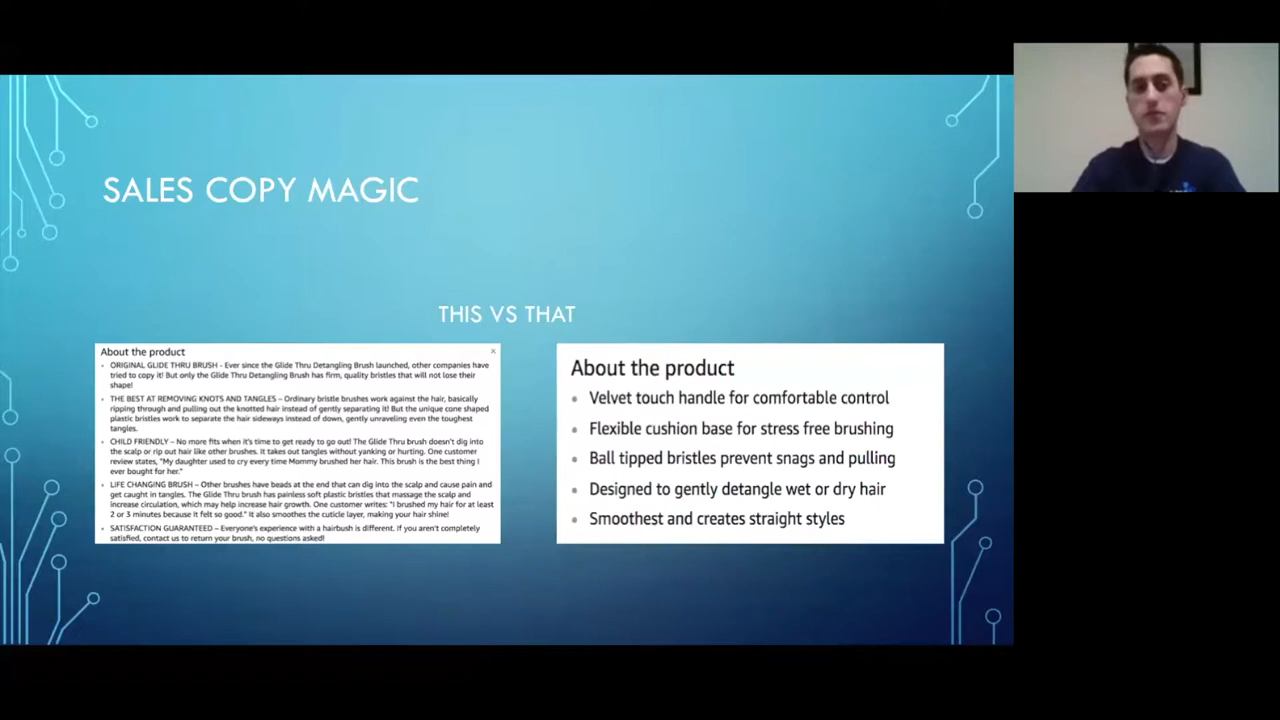 SALES COPY MAGIC
THIS VS THAT
About the product
ORIGINAL GLIDE THRU BRUSH - Ever since the Glide Thru Detangling Brush launched, other companies have
tried to copy it! But only the Glide Thru Detangling Brush has firm, quality bristles that will not lose their
shape!
THE BEST AT REMOVING KNOTS AND TANGLES – Ordinary bristle brushes work against the hair, basically
ripping through and pulling out the knotted hair instead of gently separating it! But the unique cone shaped
plastic bristles work to separate the hair sideways instead of down, gently unraveling even the toughest
tangles.
CHILD FRIENDLY – No more fits when it's time to get ready to go out! The Glide Thru brush doesn't dig into
the scalp or rip out hair like other brushes. It takes out tangles without yanking or hurting. One customer
review states, "My daughter used to cry every time Mommy brushed her hair. This brush is the best thing I
ever bought for her."
LIFE CHANGING BRUSH – Other brushes have beads at the end that can dig into the scalp and cause pain and
get caught in tangles. The Glide Thru brush has painless soft plastic bristles that massage the scalp and
increase circulation, which may help increase hair growth. One customer writes: "I brushed my hair for at least
2 or 3 minutes because it felt so good." It also smoothes the cuticle layer, making your hair shine!
SATISFACTION GUARANTEED – Everyone's experience with a hairbush is different. If you aren't completely
satisfied, contact us to return your brush, no questions asked!
About the product
Velvet touch handle for comfortable control
Flexible cushion base for stress free brushing
Ball tipped bristles prevent snags and pulling
Designed to gently detangle wet or dry hair
Smoothest and creates straight styles